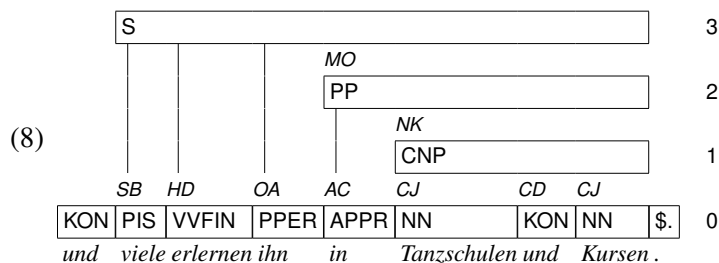 S 3
MO
PP 2
(8)
NK
CNP 1
SB HD OA AC CJ CD CJ
KON PIS VVFIN PPER APPR NN KON NN $. 0
und viele erlernen ihn in Tanzschulen und Kursen .